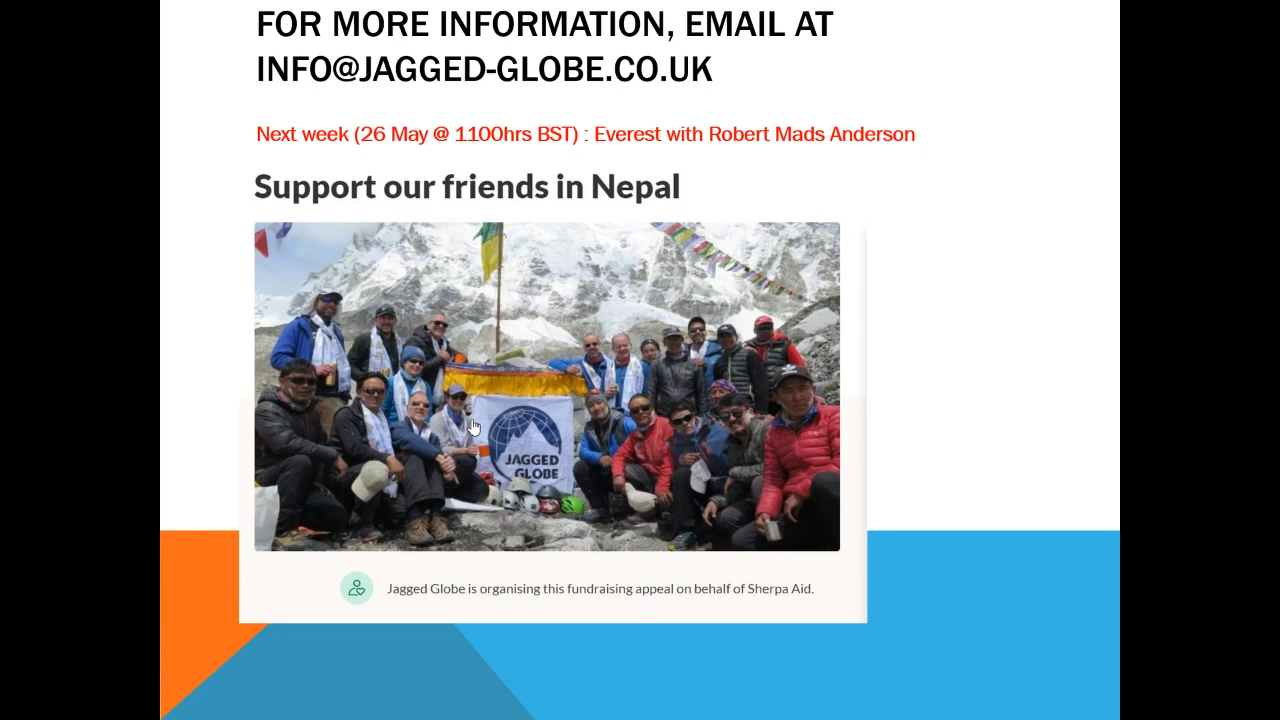 FOR MORE INFORMATION, EMAIL AT
INFO@JAGGED-GLOBE.CO.UK
Next week (26 May @ 1100hrs BST) : Everest with Robert Mads Anderson
Support our friends in Nepal
JAGGED
GLOBE
Jagged Globe is organising this fundraising appeal on behalf of Sherpa Aid.